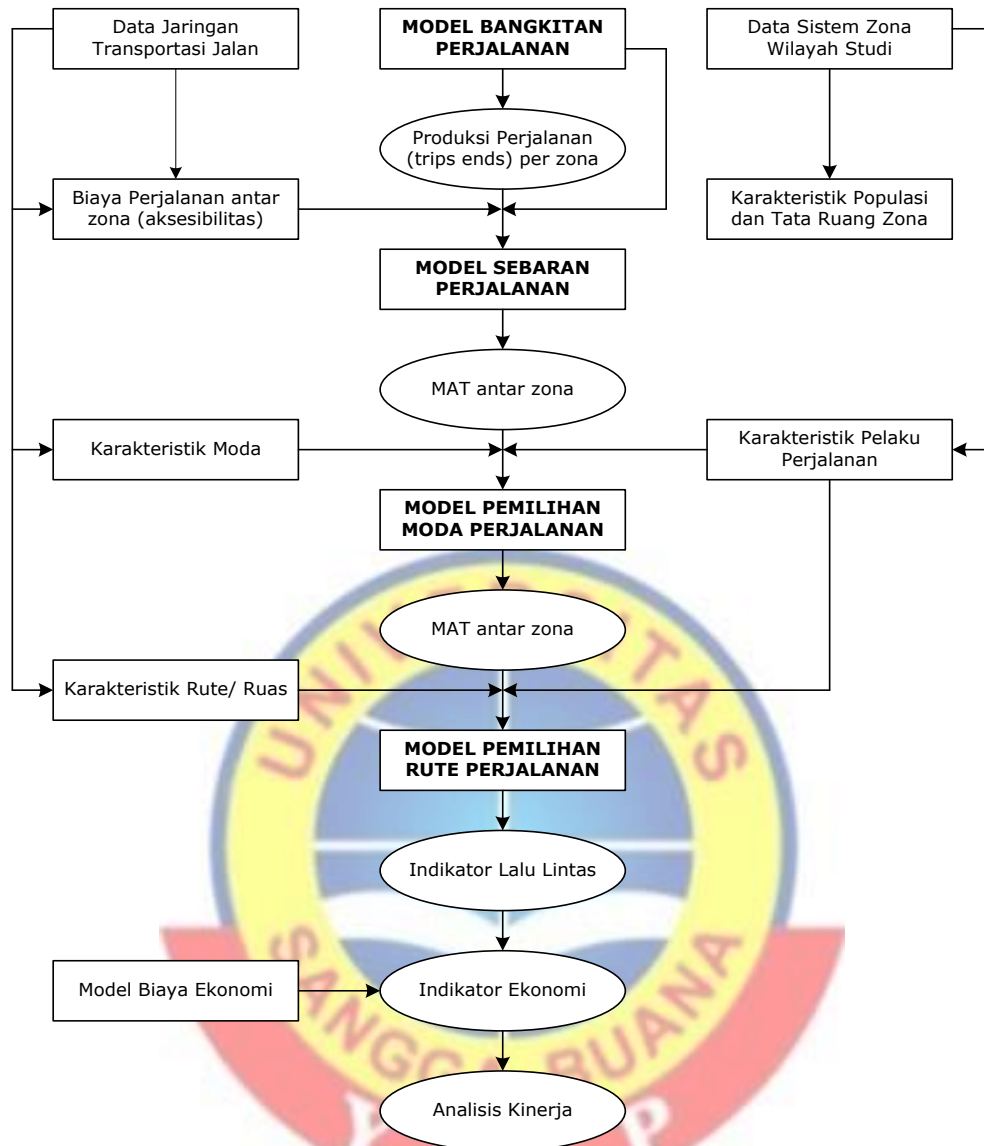 Data Jaringan
Transportasi Jalan
MODEL BANGKITAN
PERJALANAN
Data Sistem Zona
Wilayah Studi
Produksi Perjalanan
(trips ends) per zona
Biaya Perjalanan antar
zona (aksesibilitas)
Karakteristik Populasi
dan Tata Ruang Zona
MODEL SEBARAN
PERJALANAN
MAT antar zona
Karakteristik Moda
Karakteristik Pelaku
Perjalanan
MODEL PEMILIHAN
MODA PERJALANAN
MAT antar zona
Karakteristik Rute/ Ruas
MODEL PEMILIHAN
RUTE PERJALANAN
Indikator Lalu Lintas
Model Biaya Ekonomi
Indikator Ekonomi
Analisis Kinerja
UNIVERSITAS
SANGGA BUANA
Y P